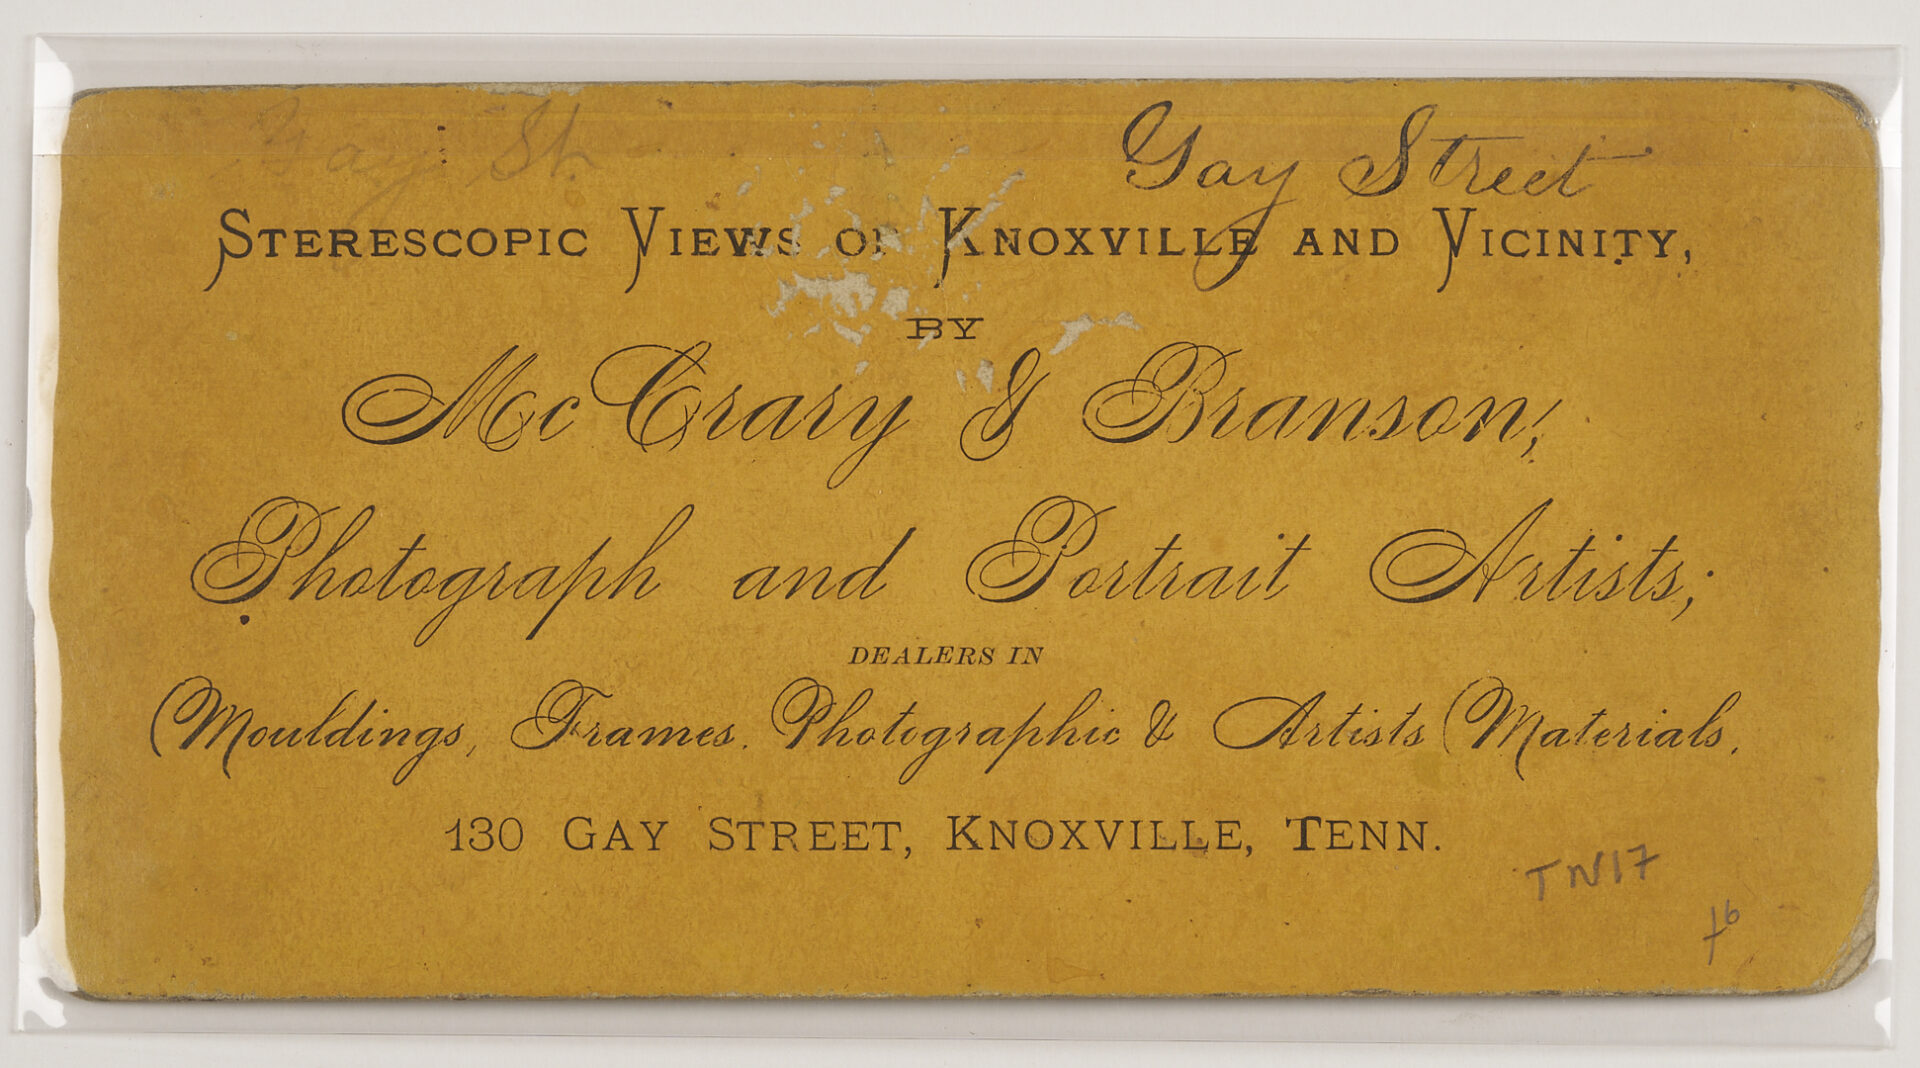 Gay St.
Gay Street
STERESCOPIC VIEWS OF KNOXVILLE AND VICINITY,
BY
McCrary & Branson,
Photograph and Portrait Artists;
DEALERS IN
Mouldings, Frames. Photographic & Artists Materials.
130 GAY STREET, KNOXVILLE, TENN.
TN17